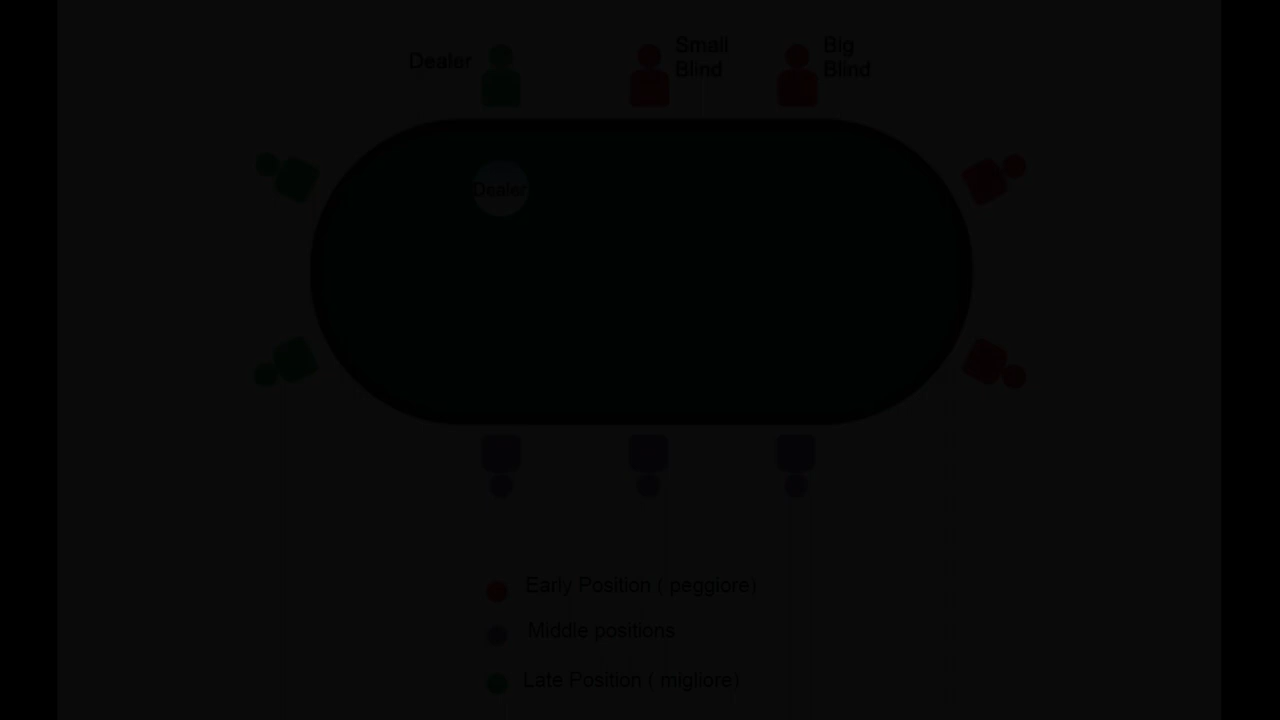 Dealer
Small
Blind
Big
Blind
Dealer
Early Position ( peggiore)
Middle positions
Late Position ( migliore)